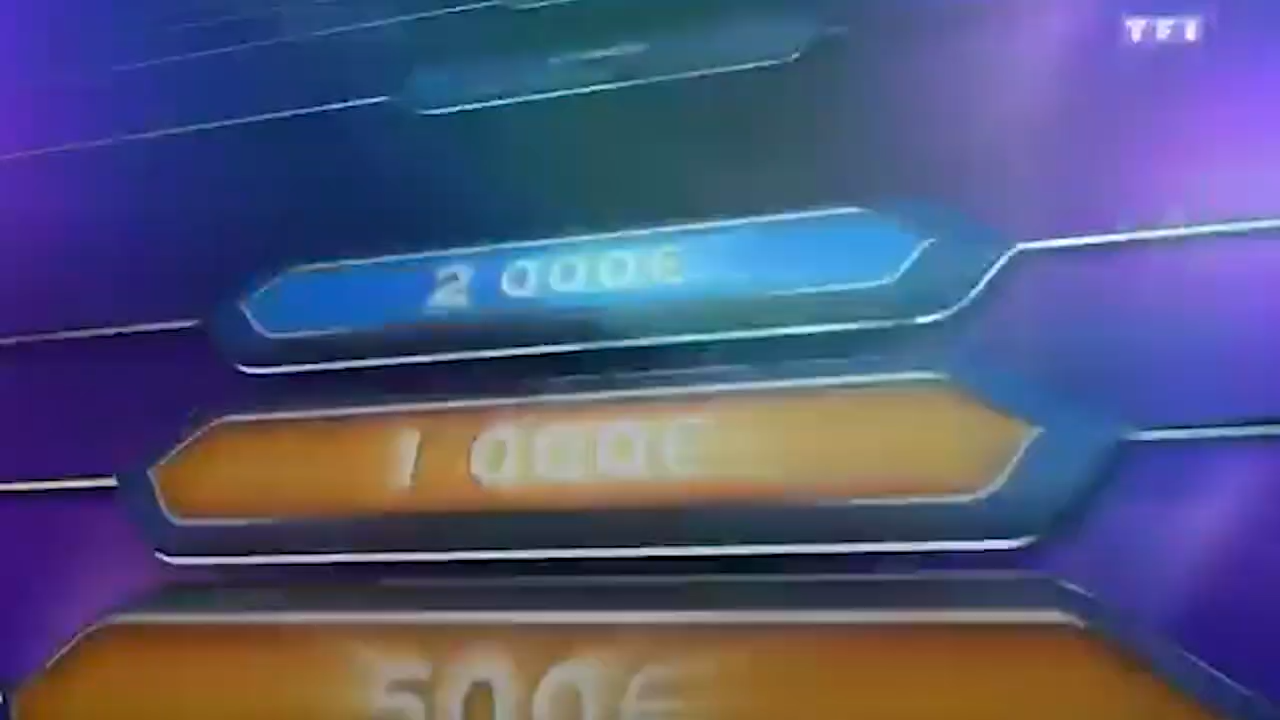 TF1
2 000€
1 000€
500€